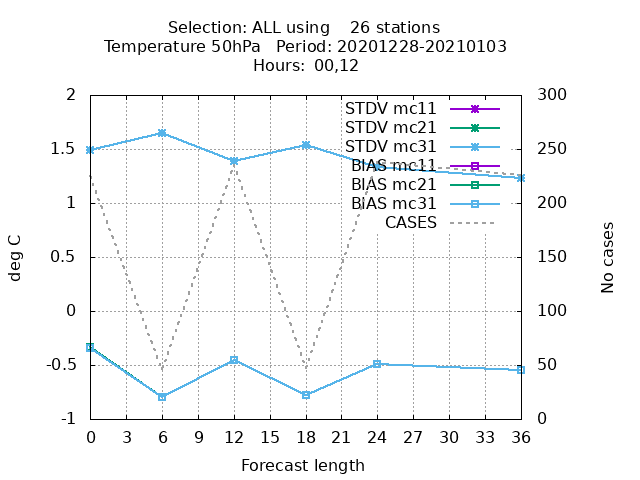 Selection: ALL using 26 stations
Temperature 50hPa Period: 20201228-20210103
Hours: 00,12
2 300
STDV mc11
STDV mc21
1.5 STDV mc31 250
BIAS mc11
BIAS mc21
1 BIAS mc31 200
CASES
deg C
No cases
0.5 150
0 100
-0.5 50
-1 0
0 3 6 9 12 15 18 21 24 27 30 33 36
Forecast length